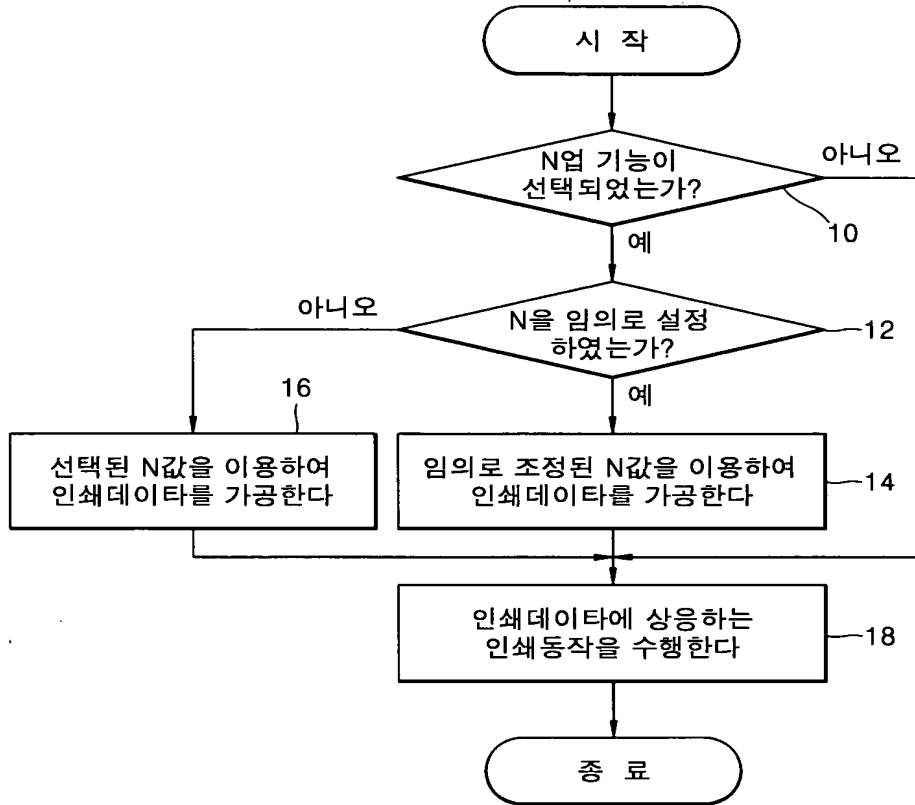 시 작
N업 기능이
선택되었는가?
아니오
10
예
N을 임의로 설정
하였는가?
12
아니오
예
16
선택된 N값을 이용하여
인쇄데이타를 가공한다
임의로 조정된 N값을 이용하여
인쇄데이타를 가공한다
14
인쇄데이타에 상응하는
인쇄동작을 수행한다
18
종 료